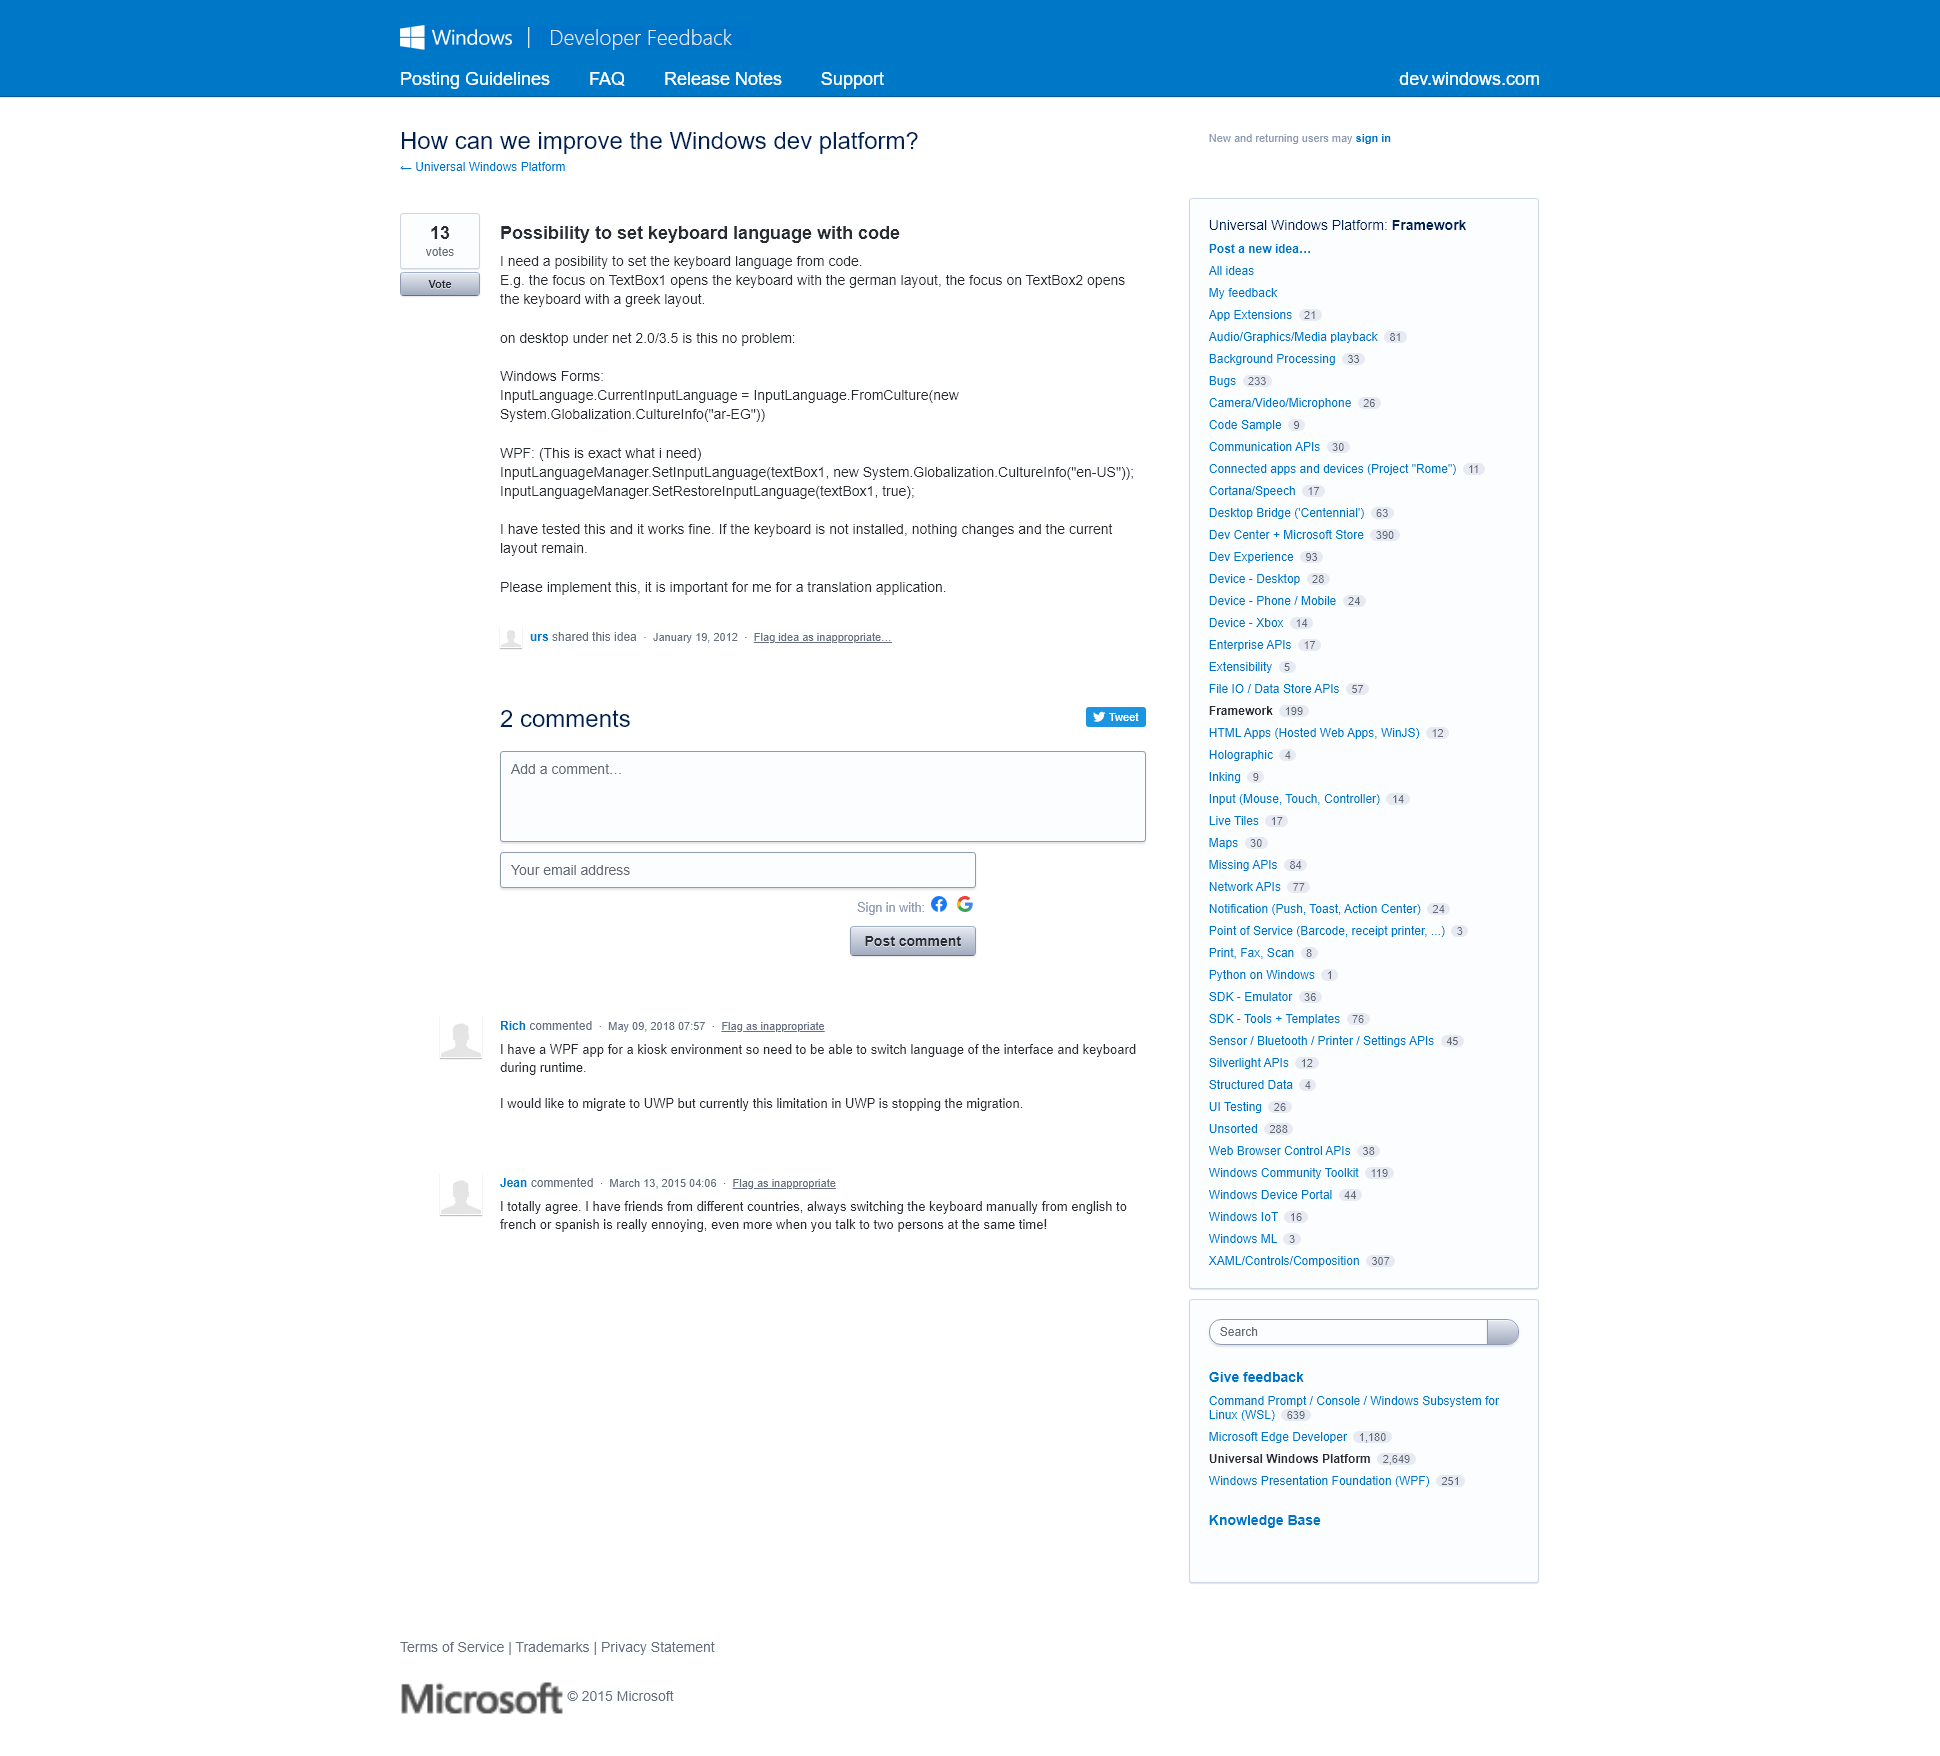 Windows | Developer Feedback
Posting Guidelines FAQ Release Notes Support dev.windows.com
How can we improve the Windows dev platform?
← Universal Windows Platform
New and returning users may sign in
13
votes
Vote
Possibility to set keyboard language with code
I need a posibility to set the keyboard language from code.
E.g. the focus on TextBox1 opens the keyboard with the german layout, the focus on TextBox2 opens
the keyboard with a greek layout.
on desktop under net 2.0/3.5 is this no problem:
Windows Forms:
InputLanguage.CurrentInputLanguage = InputLanguage.FromCulture(new
System.Globalization.CultureInfo("ar-EG"))
WPF: (This is exact what i need)
InputLanguageManager.SetInputLanguage(textBox1, new System.Globalization.CultureInfo("en-US"));
InputLanguageManager.SetRestoreInputLanguage(textBox1, true);
I have tested this and it works fine. If the keyboard is not installed, nothing changes and the current
layout remain.
Please implement this, it is important for me for a translation application.
urs shared this idea · January 19, 2012 · Flag idea as inappropriate…
2 comments
Tweet
Add a comment…
Your email address
Sign in with:
Post comment
Rich commented · May 09, 2018 07:57 · Flag as inappropriate
I have a WPF app for a kiosk environment so need to be able to switch language of the interface and keyboard
during runtime.
I would like to migrate to UWP but currently this limitation in UWP is stopping the migration.
Jean commented · March 13, 2015 04:06 · Flag as inappropriate
I totally agree. I have friends from different countries, always switching the keyboard manually from english to
french or spanish is really ennoying, even more when you talk to two persons at the same time!
Universal Windows Platform: Framework
Post a new idea…
All ideas
My feedback
App Extensions 21
Audio/Graphics/Media playback 81
Background Processing 33
Bugs 233
Camera/Video/Microphone 26
Code Sample 9
Communication APIs 30
Connected apps and devices (Project "Rome") 11
Cortana/Speech 17
Desktop Bridge ('Centennial') 63
Dev Center + Microsoft Store 390
Dev Experience 93
Device - Desktop 28
Device - Phone / Mobile 24
Device - Xbox 14
Enterprise APIs 17
Extensibility 5
File IO / Data Store APIs 57
Framework 199
HTML Apps (Hosted Web Apps, WinJS) 12
Holographic 4
Inking 9
Input (Mouse, Touch, Controller) 14
Live Tiles 17
Maps 30
Missing APIs 84
Network APIs 77
Notification (Push, Toast, Action Center) 24
Point of Service (Barcode, receipt printer, ...) 3
Print, Fax, Scan 8
Python on Windows 1
SDK - Emulator 36
SDK - Tools + Templates 76
Sensor / Bluetooth / Printer / Settings APIs 45
Silverlight APIs 12
Structured Data 4
UI Testing 26
Unsorted 288
Web Browser Control APIs 38
Windows Community Toolkit 119
Windows Device Portal 44
Windows IoT 16
Windows ML 3
XAML/Controls/Composition 307
Search
Give feedback
Command Prompt / Console / Windows Subsystem for
Linux (WSL) 639
Microsoft Edge Developer 1,180
Universal Windows Platform 2,649
Windows Presentation Foundation (WPF) 251
Knowledge Base
Terms of Service | Trademarks | Privacy Statement
Microsoft © 2015 Microsoft